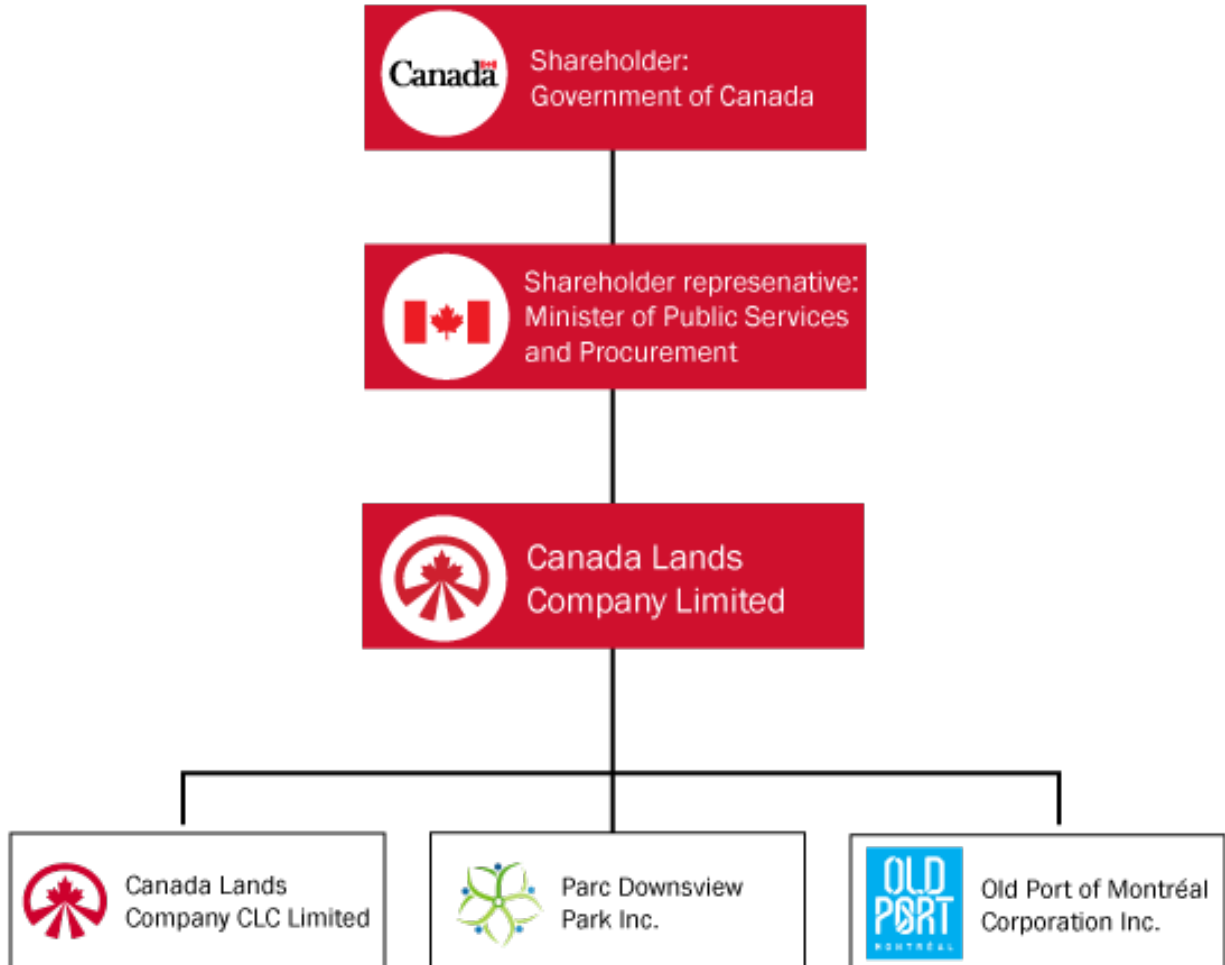 Canada
Shareholder:
Government of Canada
Shareholder represenative:
Minister of Public Services
and Procurement
Canada Lands
Company Limited
Canada Lands
Company CLC Limited
Parc Downsview
Park Inc.
OLD
PORT
MONTRÉAL
Old Port of Montréal
Corporation Inc.